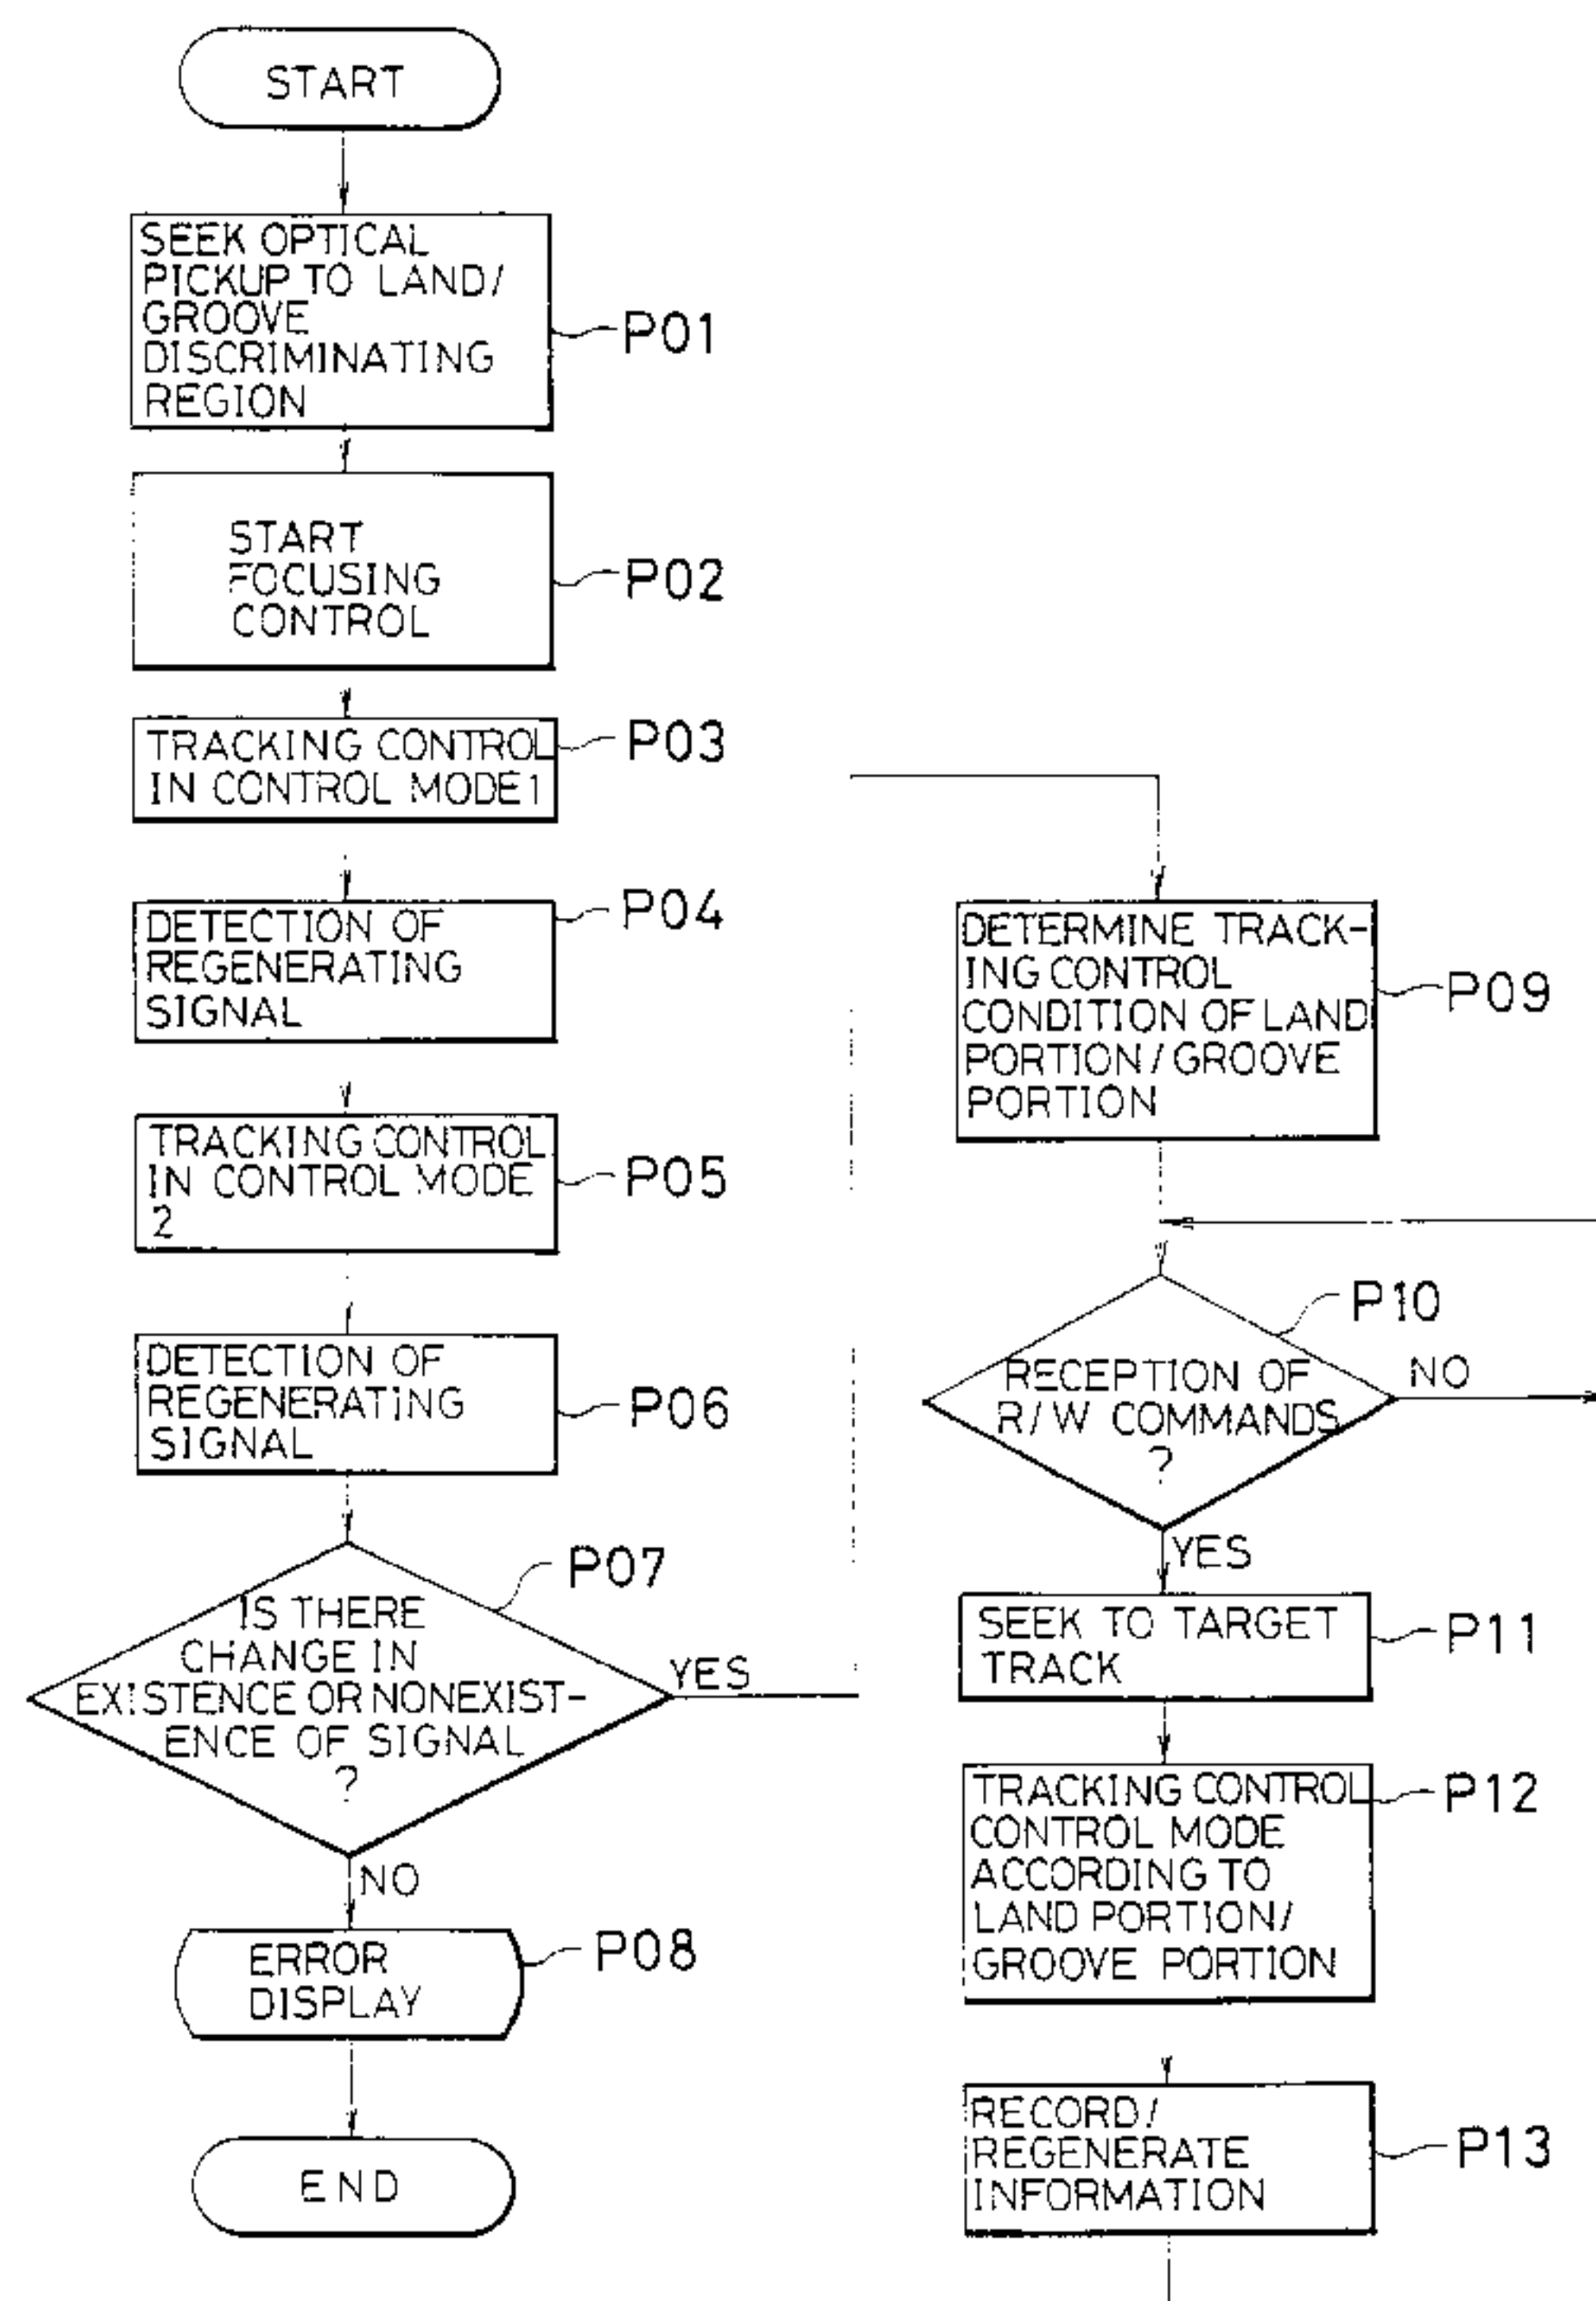 START
SEEK OPTICAL
PICKUP TO LAND/
GROOVE
DISCRIMINATING
REGION
P01
START
FOCUSING
CONTROL
P02
TRACKING CONTROL
IN CONTROL MODE 1
P03
DETECTION OF
REGENERATING
SIGNAL
P04
TRACKING CONTROL
IN CONTROL MODE
2
P05
DETECTION OF
REGENERATING
SIGNAL
P06
IS THERE
CHANGE IN
EXISTENCE OR NONEXIST-
ENCE OF SIGNAL
?
P07
YES
NO
ERROR
DISPLAY
P08
END
DETERMINE TRACK-
ING CONTROL
CONDITION OF LAND
PORTION/GROOVE
PORTION
P09
RECEPTION OF
R/W COMMANDS
?
P10
NO
YES
SEEK TO TARGET
TRACK
P11
TRACKING CONTROL
CONTROL MODE
ACCORDING TO
LAND PORTION/
GROOVE PORTION
P12
RECORD/
REGENERATE
INFORMATION
P13